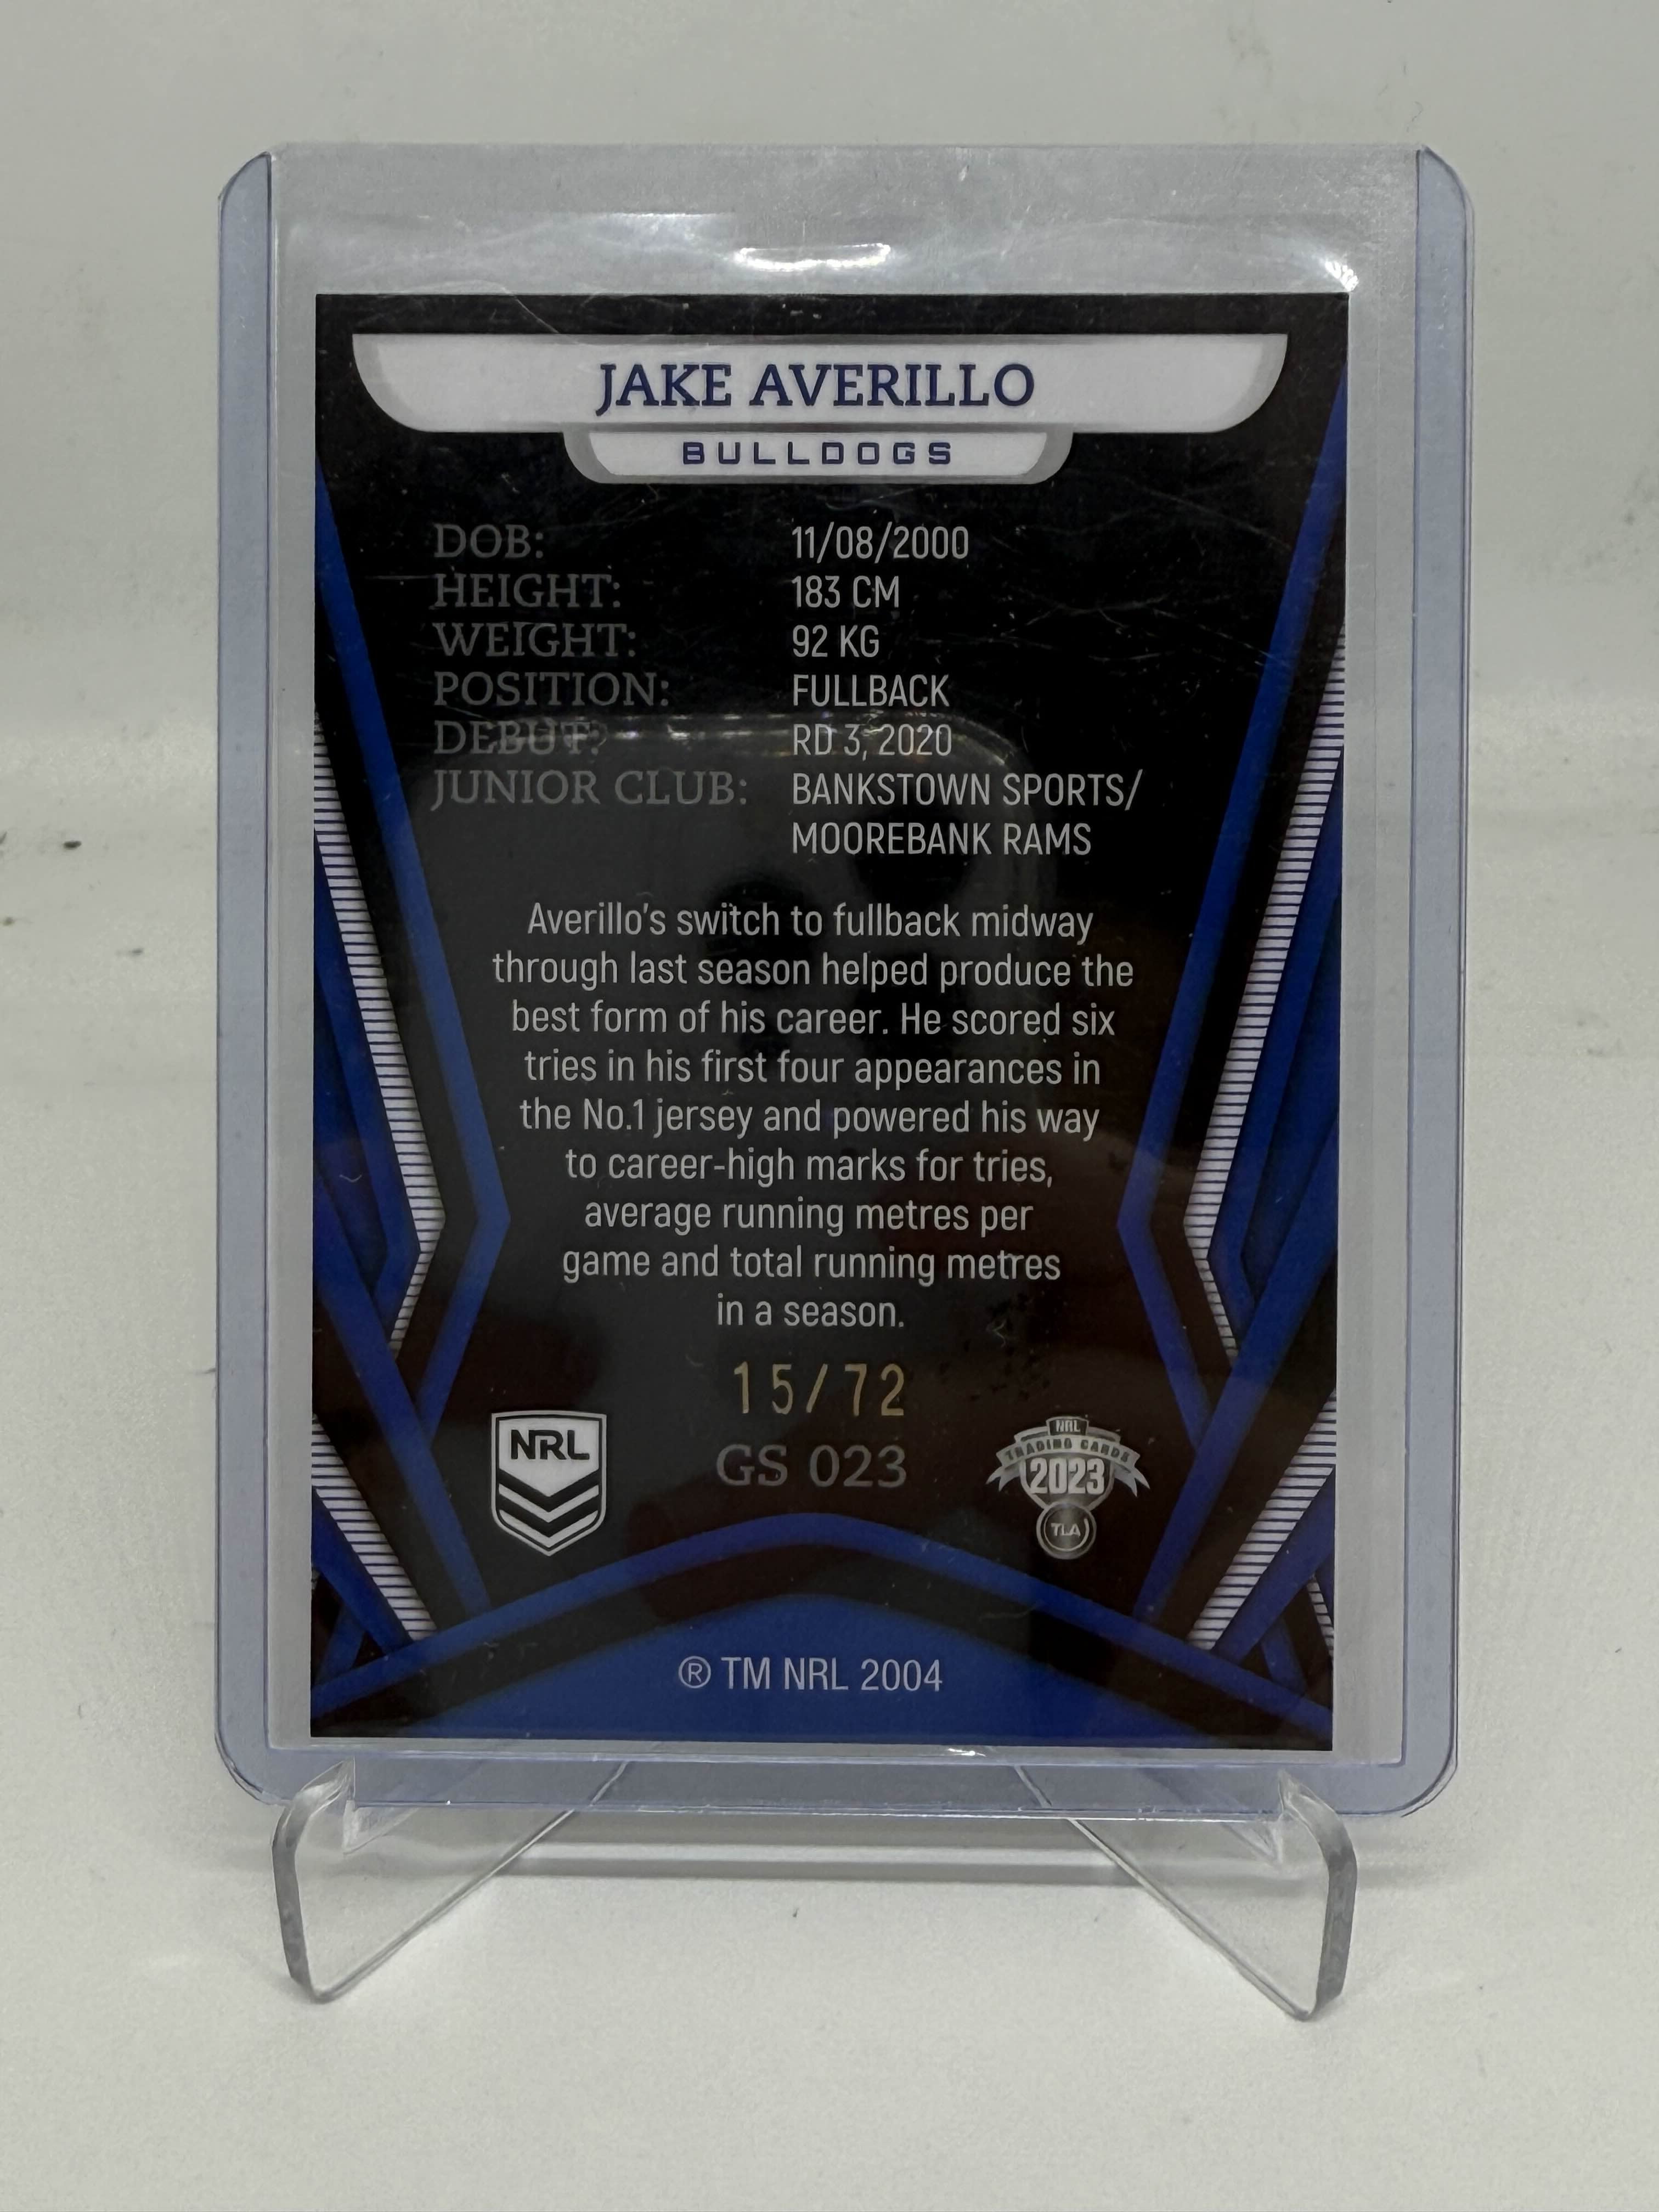 JAKE AVERILLO
BULLDOGS
DOB: 11/08/2000
HEIGHT: 183 CM
WEIGHT: 92 KG
POSITION: FULLBACK
DEBUT: RD 3, 2020
JUNIOR CLUB: BANKSTOWN SPORTS/
MOOREBANK RAMS
Averillo's switch to fullback midway
through last season helped produce the
best form of his career. He scored six
tries in his first four appearances in
the No.1 jersey and powered his way
to career-high marks for tries,
average running metres per
game and total running metres
in a season.
15/72
GS 023
NRL
NRL
TRADING CARDS
2023
TLA
® TM NRL 2004